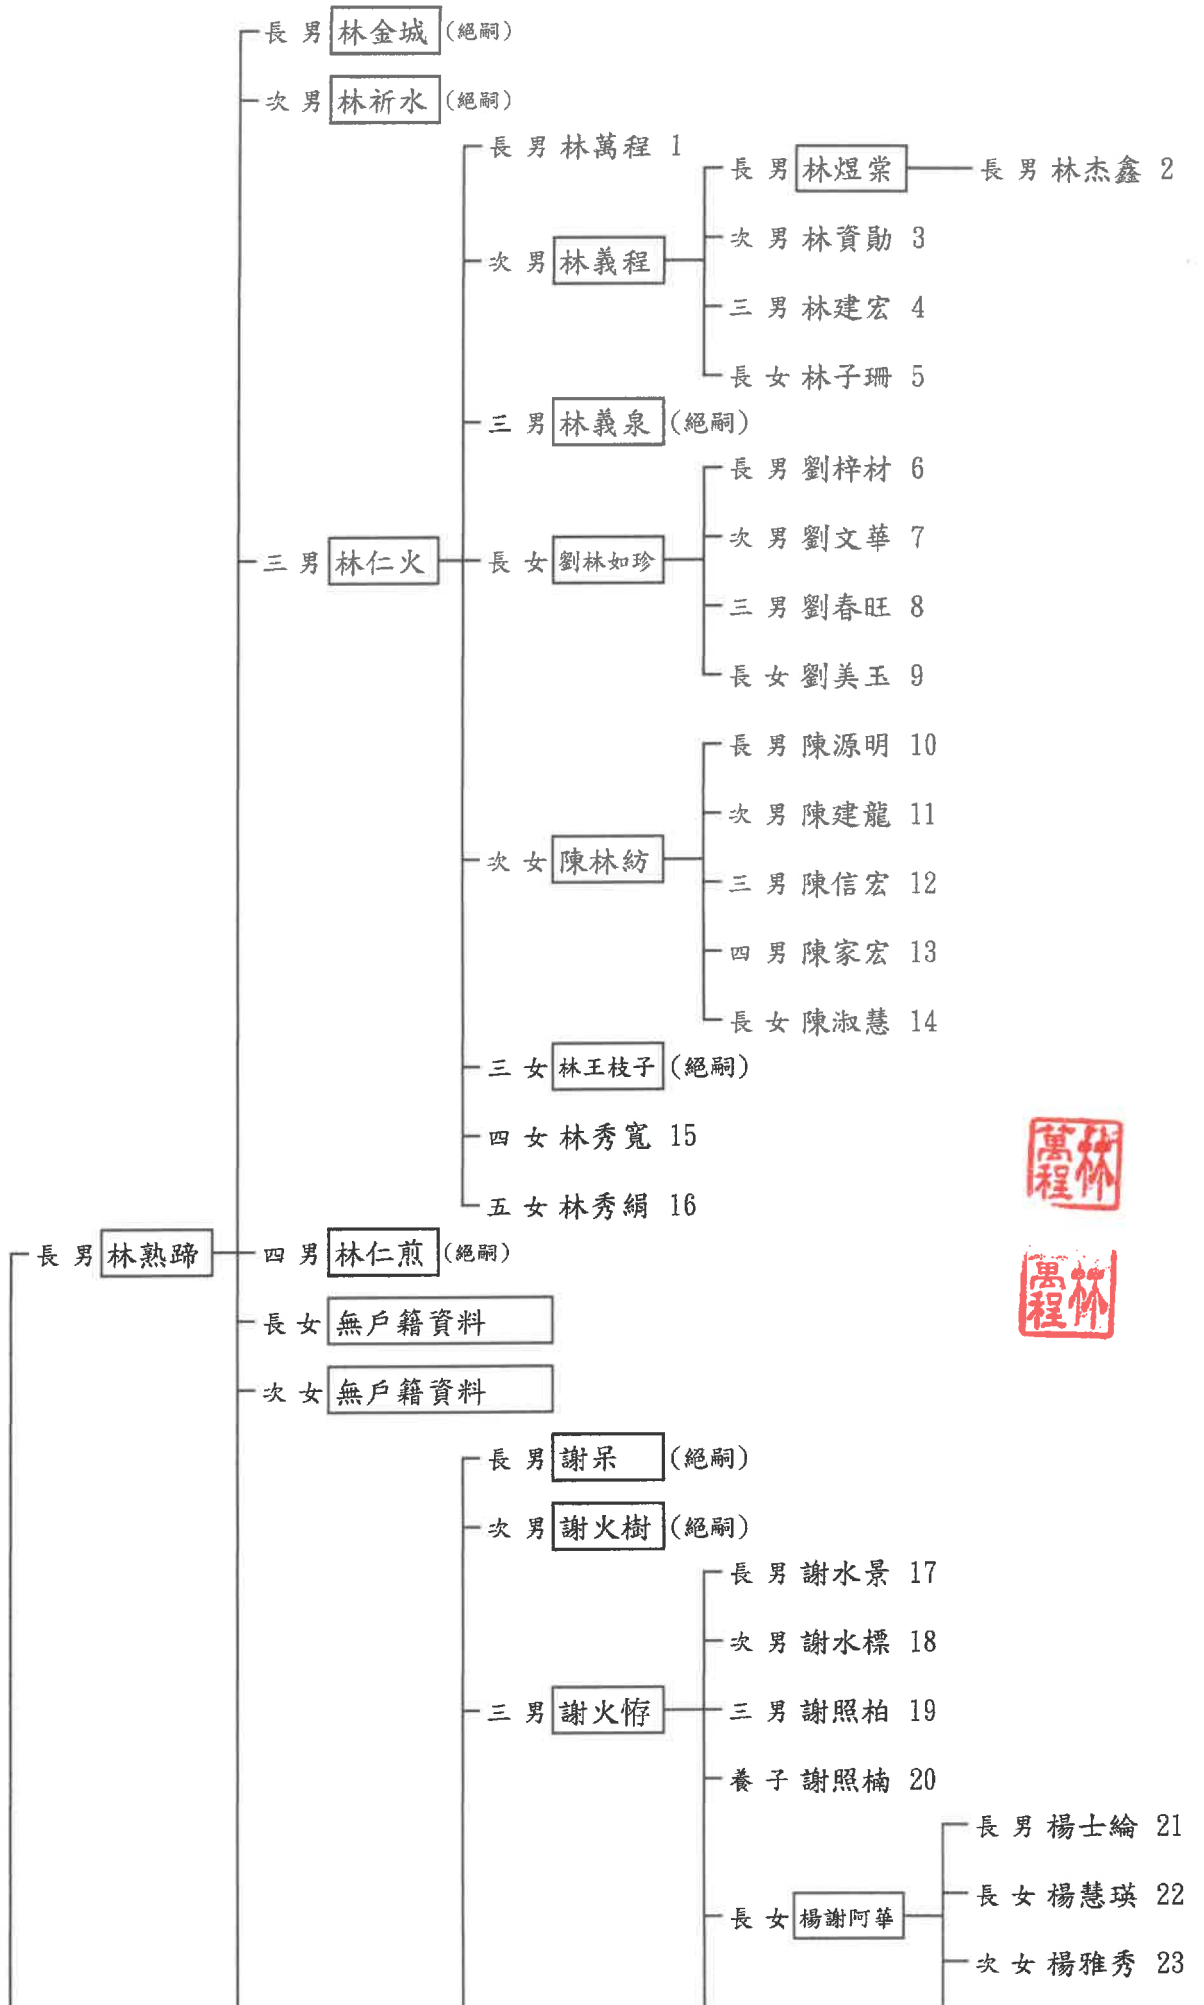 長男 林金城 (絕嗣)
次男 林祈水 (絕嗣)
長男 林萬程 1
長男 林煜棠 長男 林杰鑫 2
次男 林資勛 3
次男 林義程
三男 林建宏 4
長女 林子珊 5
三男 林義泉 (絕嗣)
長男 劉梓材 6
次男 劉文華 7
三男 林仁火 長女 劉林如珍
三男 劉春旺 8
長女 劉美玉 9
長男 陳源明 10
次男 陳建龍 11
次女 陳林紡
三男 陳信宏 12
四男 陳家宏 13
長女 陳淑慧 14
三女 林王枝子 (絕嗣)
四女 林秀寬 15
林萬程
五女 林秀絹 16
長男 林熟蹄 四男 林仁煎 (絕嗣)
林萬程
長女 無戶籍資料
次女 無戶籍資料
長男 謝呆 (絕嗣)
次男 謝火樹 (絕嗣)
長男 謝水景 17
次男 謝水標 18
三男 謝火㤚 三男 謝照柏 19
養子 謝照楠 20
長男 楊士綸 21
長女 楊慧瑛 22
長女 楊謝阿華
次女 楊雅秀 23